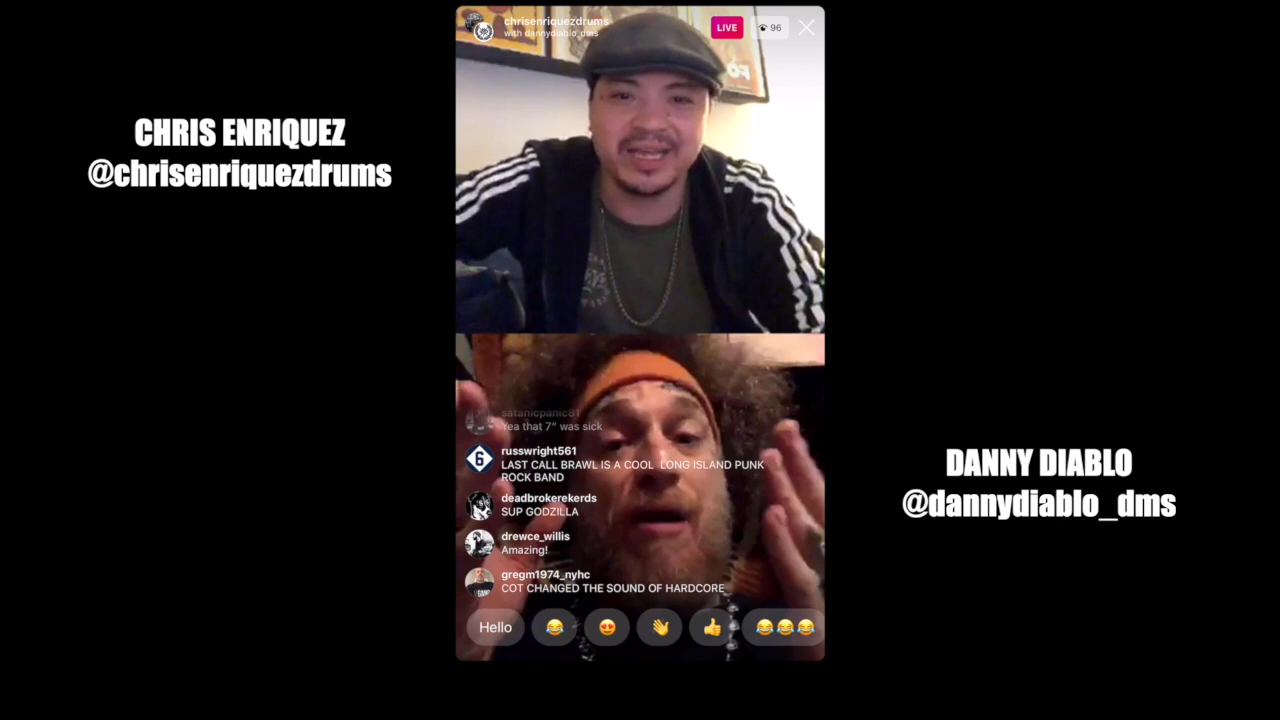 chrisenriquezdrums
with dannydiablo_dms
LIVE
96
CHRIS ENRIQUEZ
@chrisenriquezdrums
satanicpanic81
Yea that 7” was sick
russwright561
6
LAST CALL BRAWL IS A COOL LONG ISLAND PUNK
ROCK BAND
deadbrokerekerds
SUP GODZILLA
drewce_willis
Amazing!
gregm1974_nyhc
COT CHANGED THE SOUND OF HARDCORE
Hello 😂 😍 👋 👍 😂😂😂
DANNY DIABLO
@dannydiablo_dms